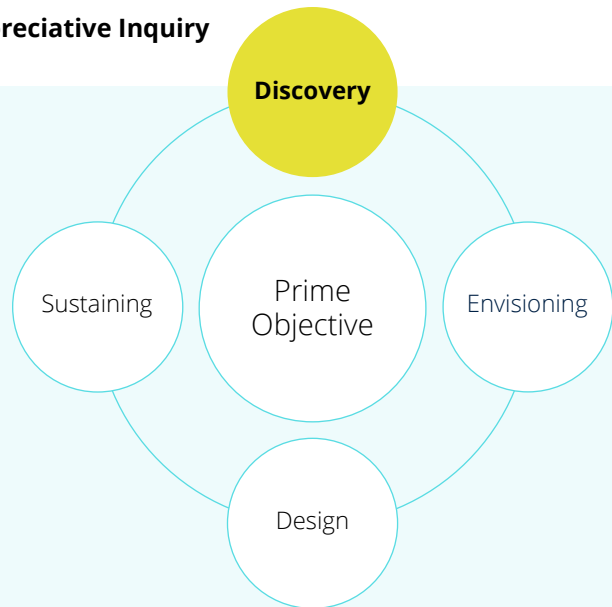 reciative Inquiry
Discovery
Sustaining
Prime
Objective
Envisioning
Design